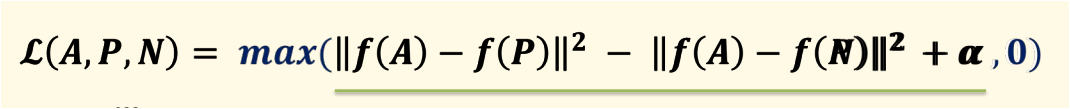 ℒ(A, P, N) = max(‖f(A) − f(P)‖² − ‖f(A) − f(N)‖² + α , 0)